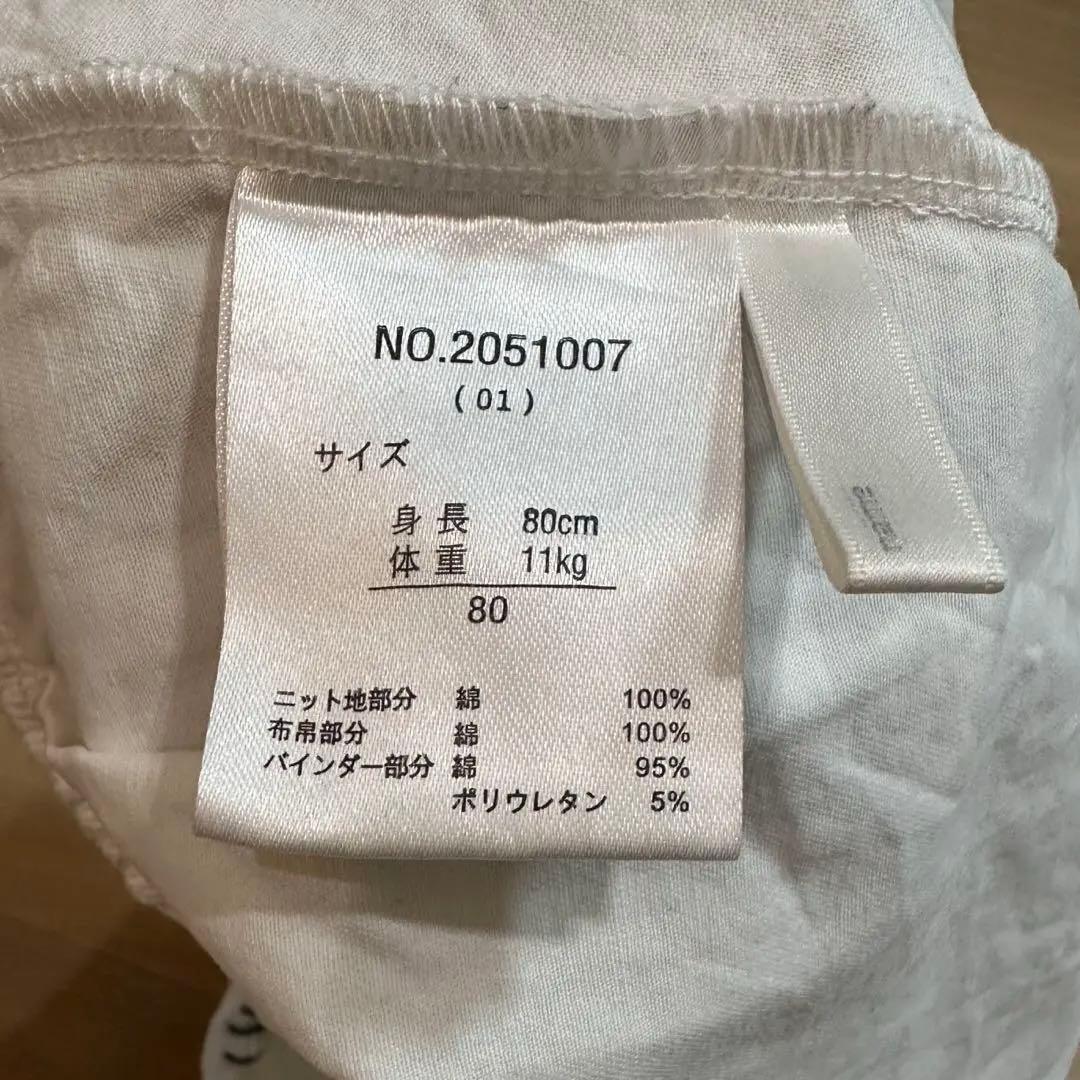 NO.2051007
(01)
サイズ
身長 80cm
体重 11kg
80
ニット地部分 綿 100%
布帛部分 綿 100%
バインダー部分 綿 95%
ポリウレタン 5%
name